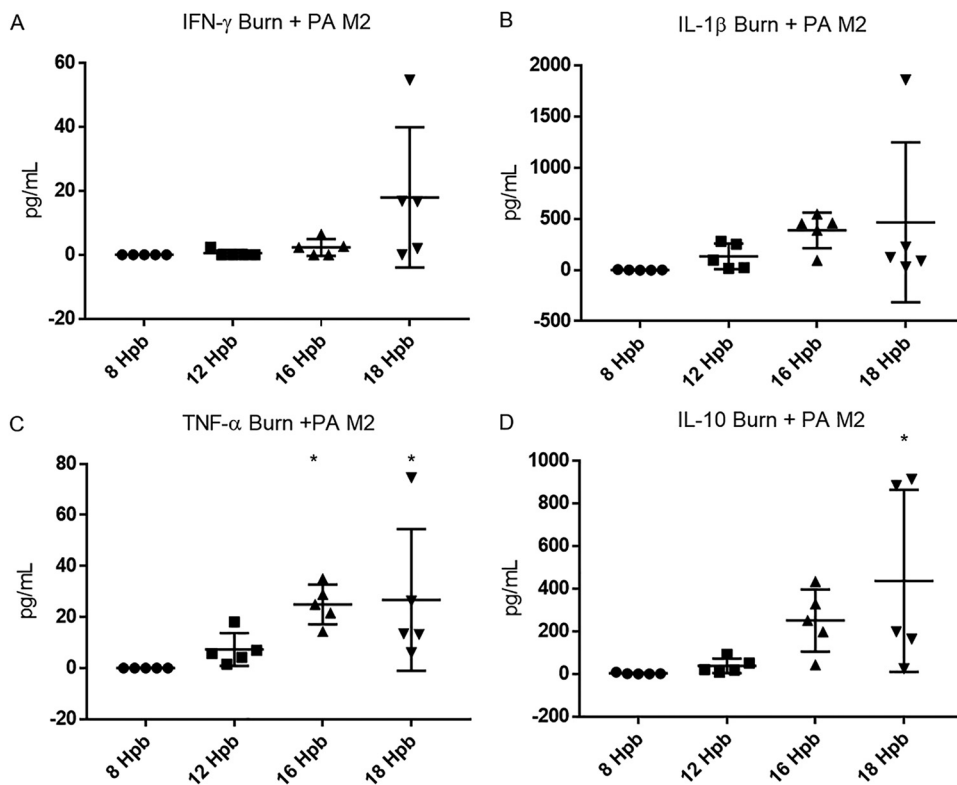 A
IFN-γ Burn + PA M2
pg/mL
60
40
20
0
-20
8 Hpb
12 Hpb
16 Hpb
18 Hpb
B
IL-1β Burn + PA M2
pg/mL
2000
1500
1000
500
0
-500
8 Hpb
12 Hpb
16 Hpb
18 Hpb
C
TNF-α Burn +PA M2
pg/mL
80
60
40
20
0
-20
* *
8 Hpb
12 Hpb
16 Hpb
18 Hpb
D
IL-10 Burn + PA M2
*
pg/mL
1000
800
600
400
200
0
-200
8 Hpb
12 Hpb
16 Hpb
18 Hpb